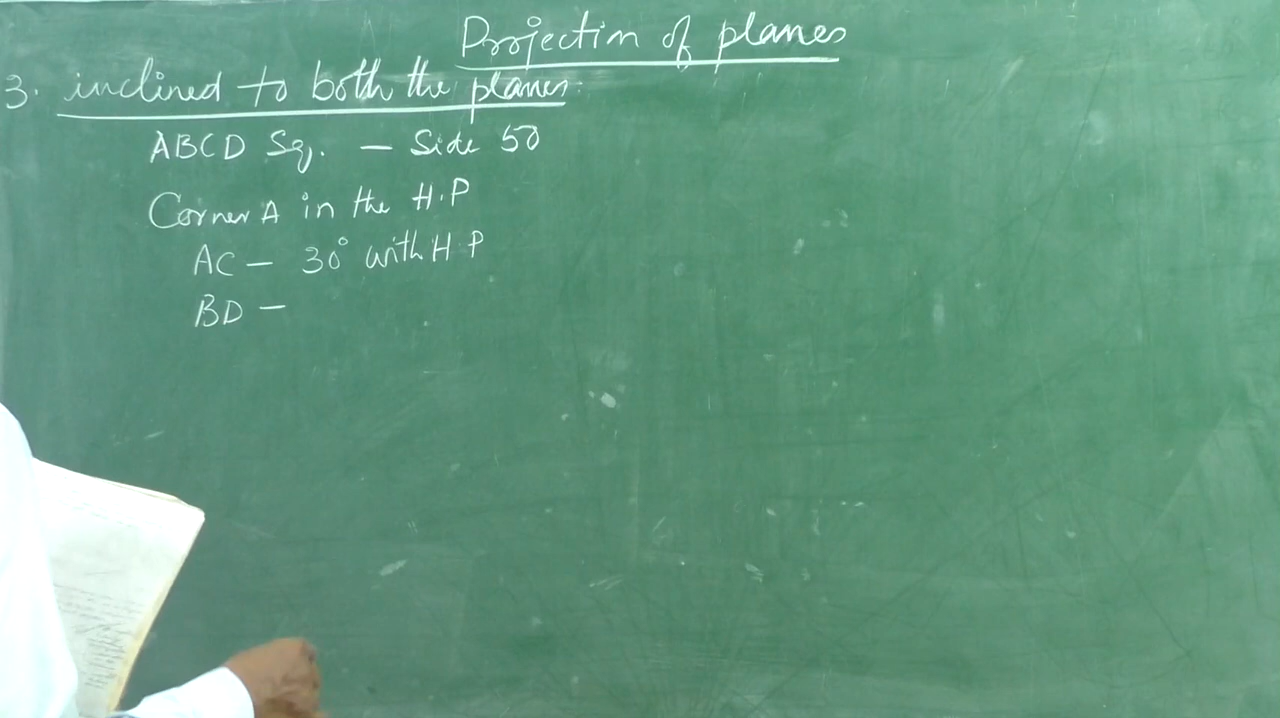 Projection of planes
3. inclined to both the planes.
ABCD Sq. – Side 50
Corner A in the H.P
AC – 30° with H.P
BD –